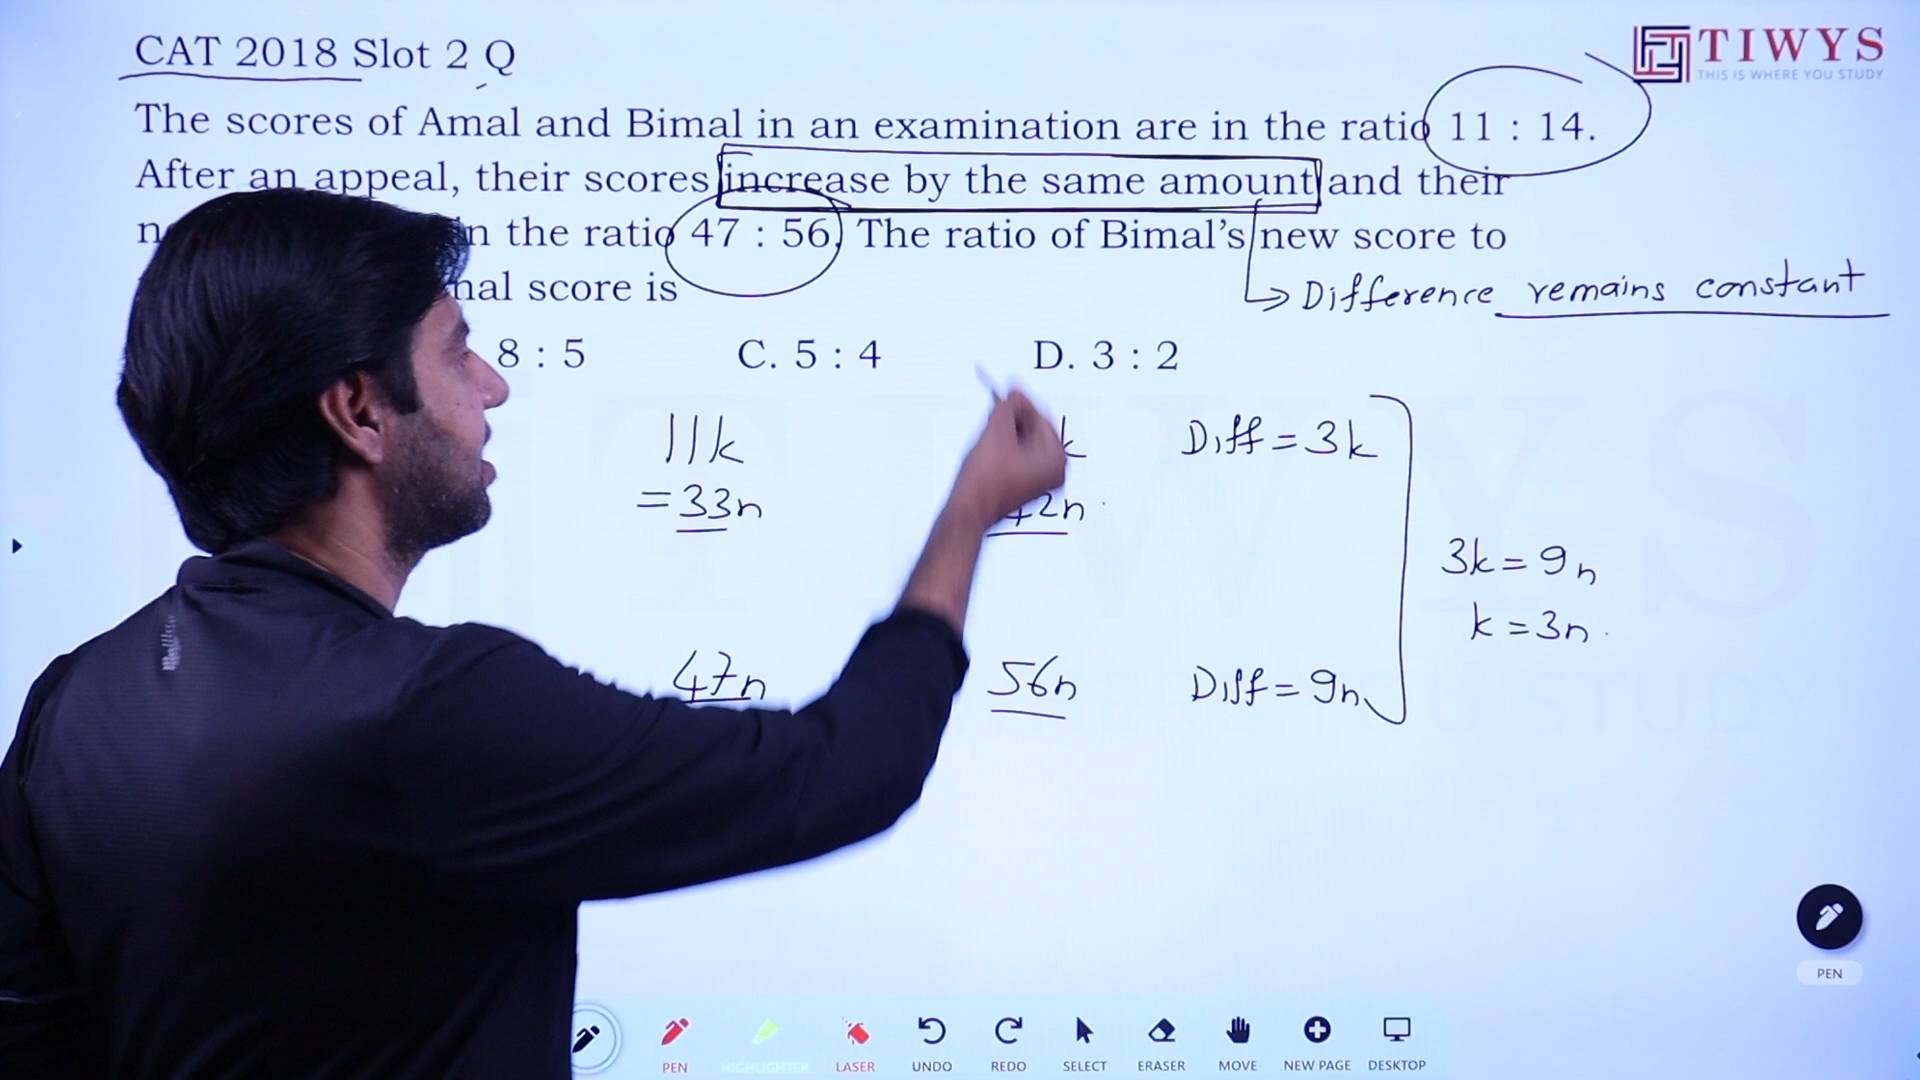 CAT 2018 Slot 2 Q
TIWYS
THIS IS WHERE YOU STUDY
The scores of Amal and Bimal in an examination are in the ratio 11 : 14.
After an appeal, their scores increase by the same amount and their
in the ratio 47 : 56. The ratio of Bimal's new score to
score is
Difference remains constant
8 : 5 C. 5 : 4 D. 3 : 2
11k k Diff = 3k
= 33n 42n
3k = 9n
k = 3n
47n 56n Diff = 9n
PEN
PEN HIGHLIGHTER LASER UNDO REDO SELECT ERASER MOVE NEW PAGE DESKTOP